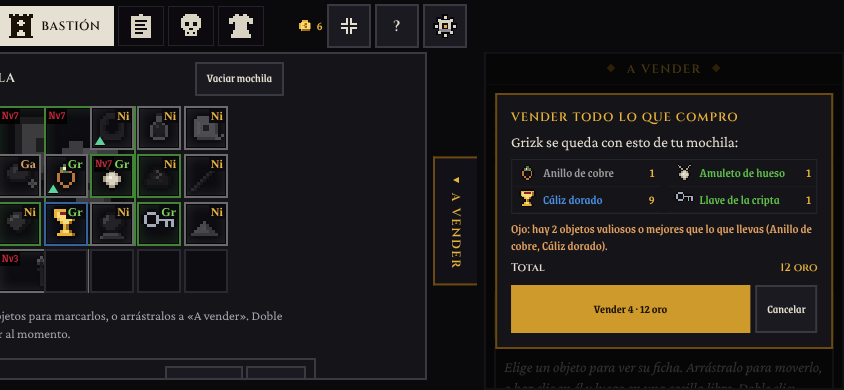 BASTIÓN
6
?
LA
Vaciar mochila
Nv7
Nv7
Ni
Ni
Ni
Ga
Gr
Nv7 Gr
Ni
Ni
Ni
Gr
Ni
Gr
Ni
Nv3
jetos para marcarlos, o arrástralos a «A vender». Doble
r al momento.
A VENDER
A VENDER
VENDER TODO LO QUE COMPRO
Grizk se queda con esto de tu mochila:
Anillo de cobre 1
Amuleto de hueso 1
Cáliz dorado 9
Llave de la cripta 1
Ojo: hay 2 objetos valiosos o mejores que lo que llevas (Anillo de
cobre, Cáliz dorado).
TOTAL 12 ORO
Vender 4 · 12 oro
Cancelar
Elige un objeto para ver su ficha. Arrástralo para moverlo,